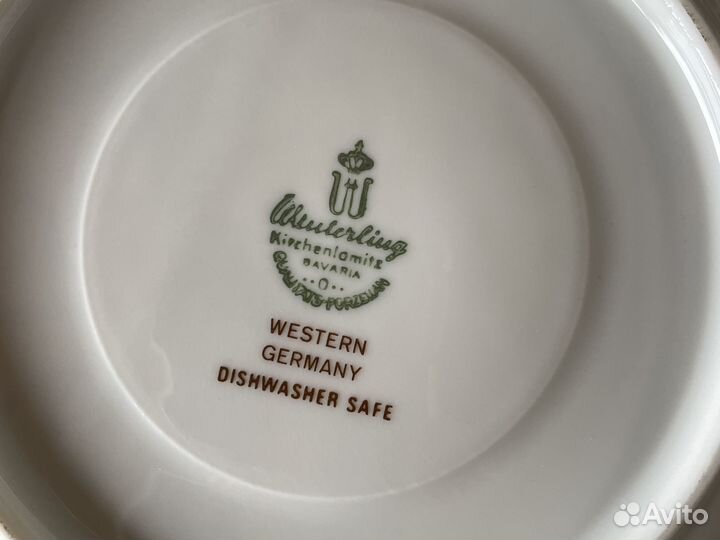 W
Winterling
Kirchenlamitz
BAVARIA
QUALITÄTS-PORZELLAN
WESTERN
GERMANY
DISHWASHER SAFE
Avito